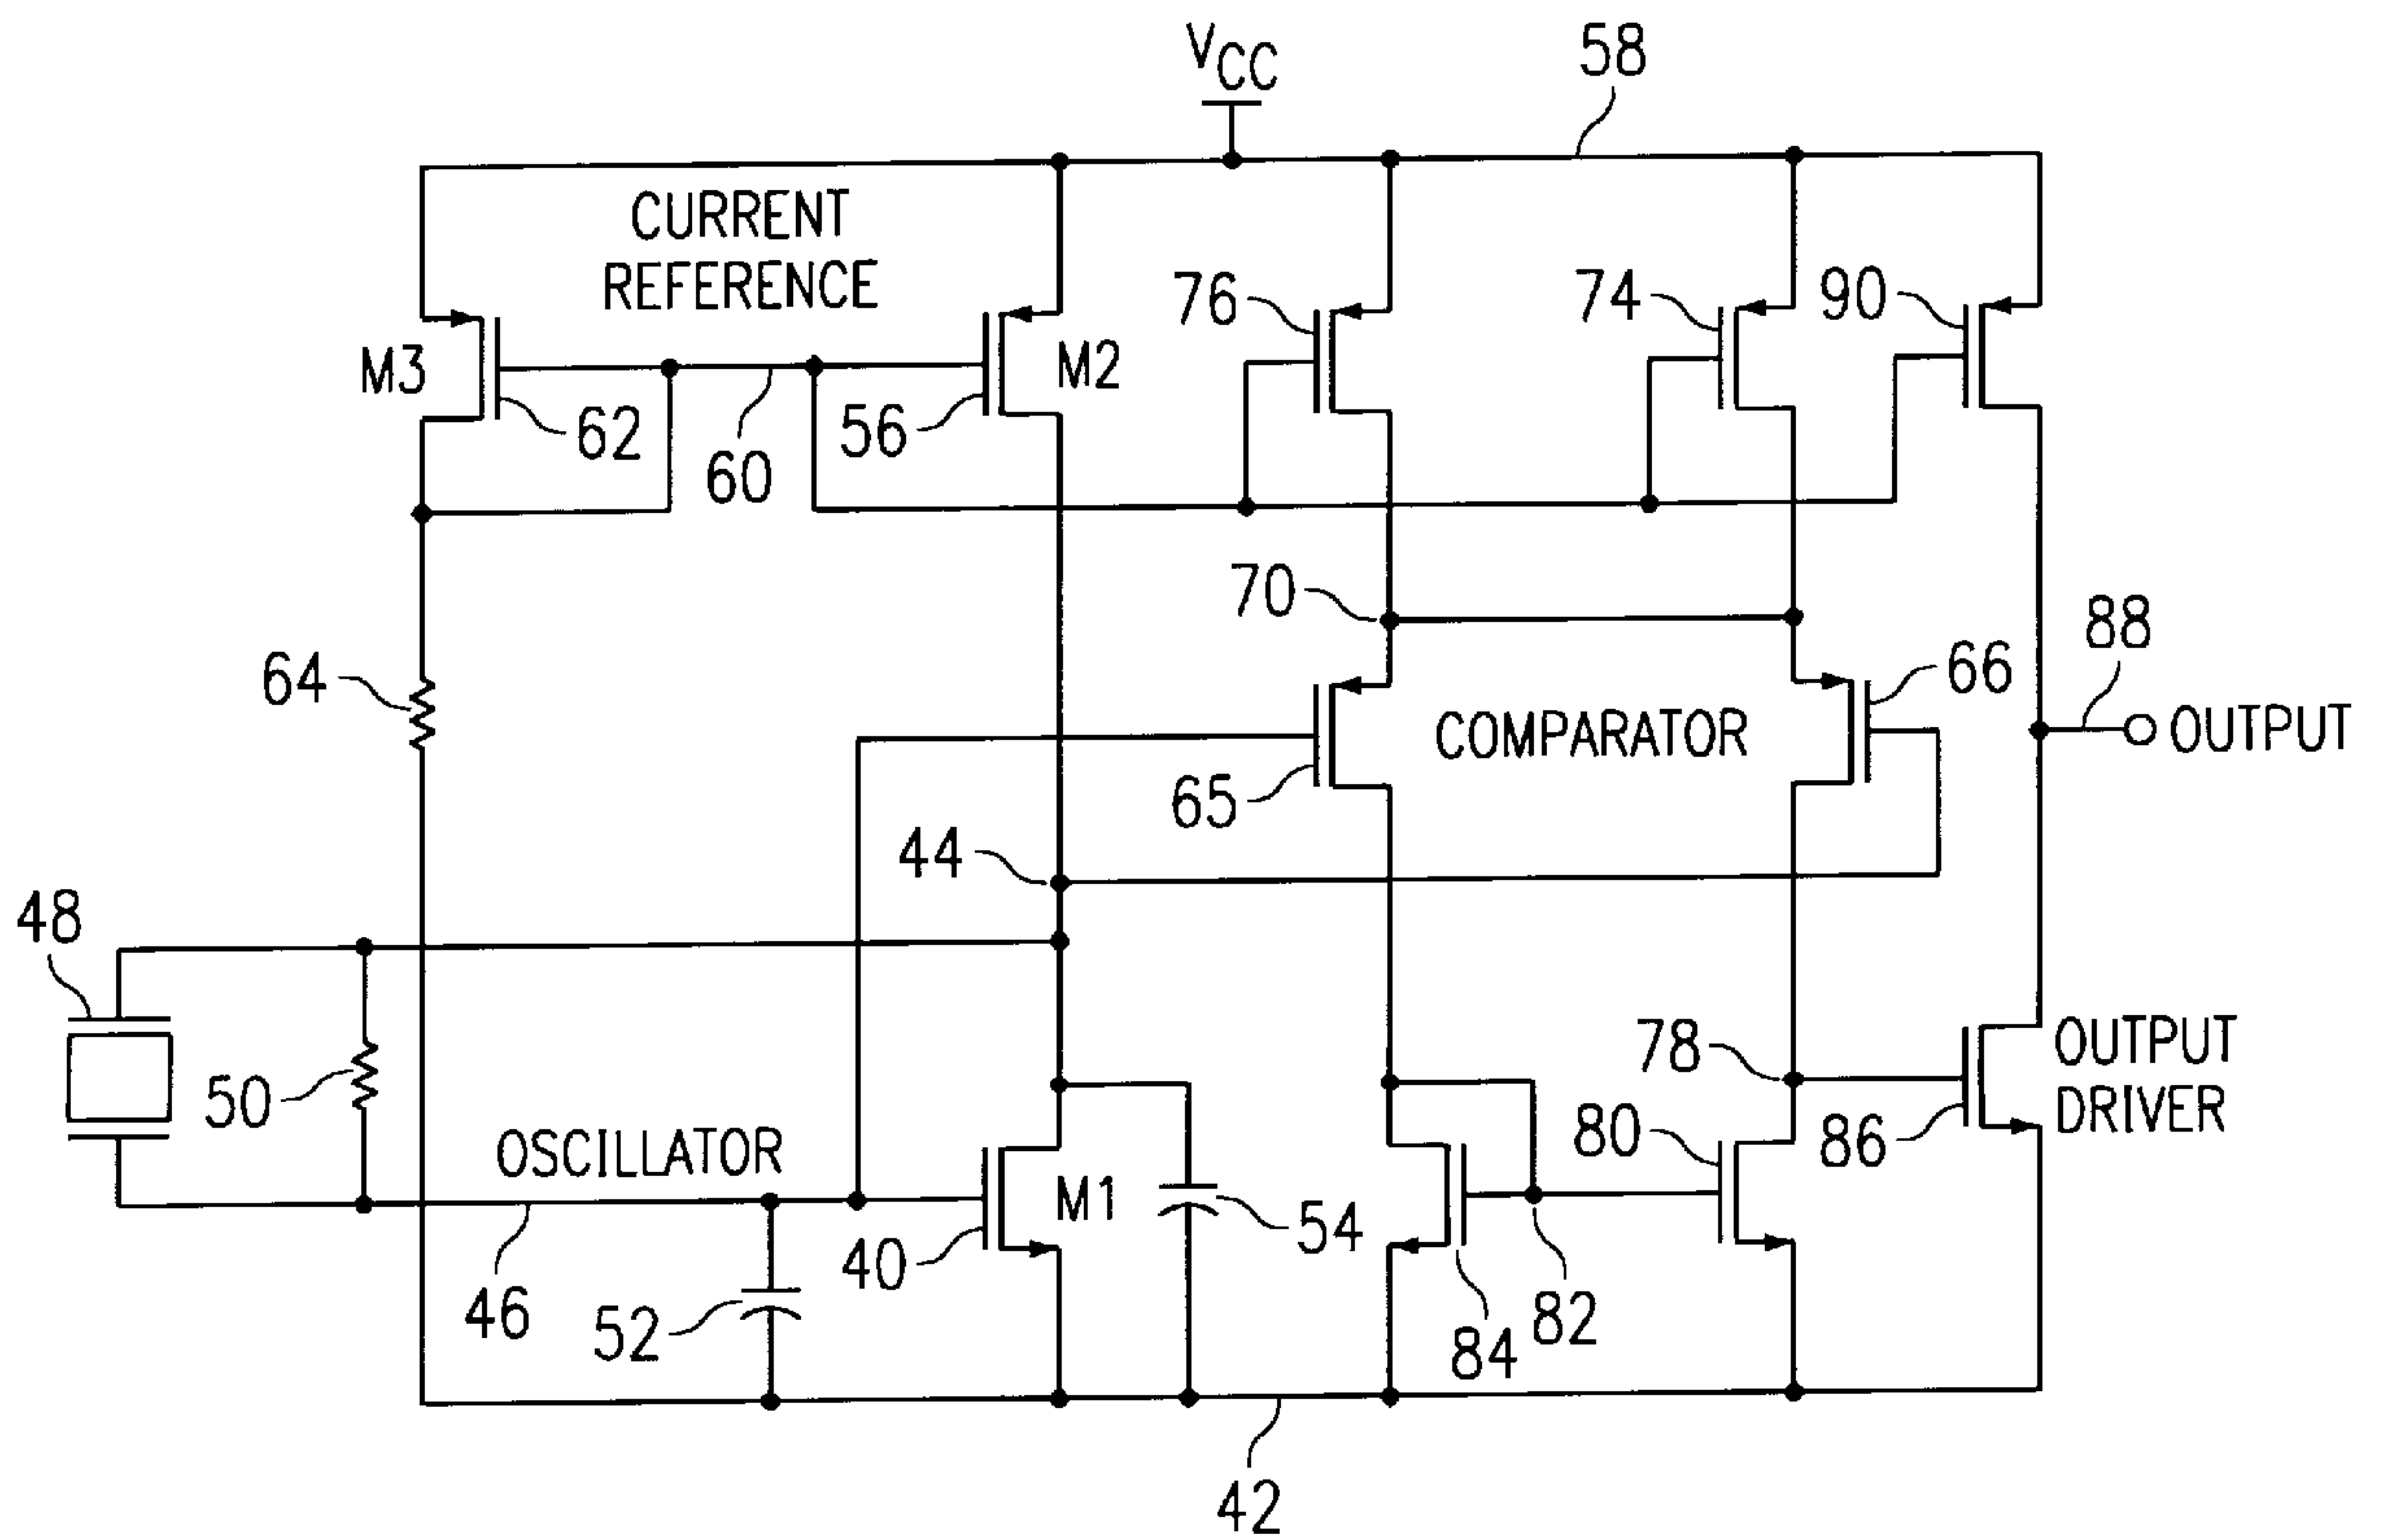 VCC
58
CURRENT
REFERENCE
76
74
90
M3
M2
62
60
56
70
88
64
66
COMPARATOR
OUTPUT
65
44
48
78
OUTPUT
DRIVER
50
OSCILLATOR
80
86
M1
54
40
46
52
82
84
42